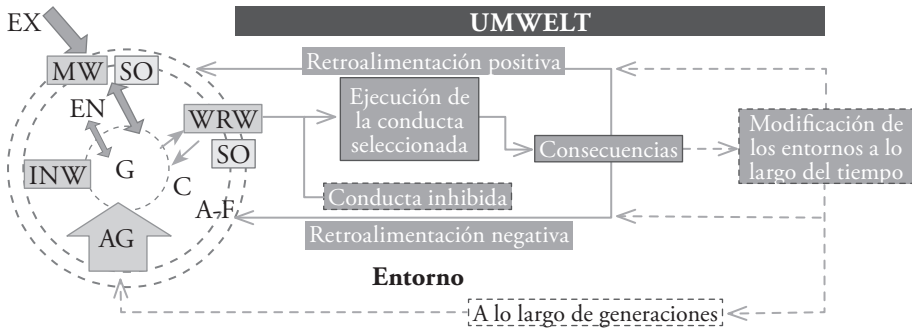 EX
UMWELT
MW
SO
Retroalimentación positiva
EN
WRW
SO
Ejecución de
la conducta
seleccionada
Consecuencias
Modificación de
los entornos a lo
largo del tiempo
INW
G
C
Conducta inhibida
A-F
AG
Retroalimentación negativa
Entorno
A lo largo de generaciones